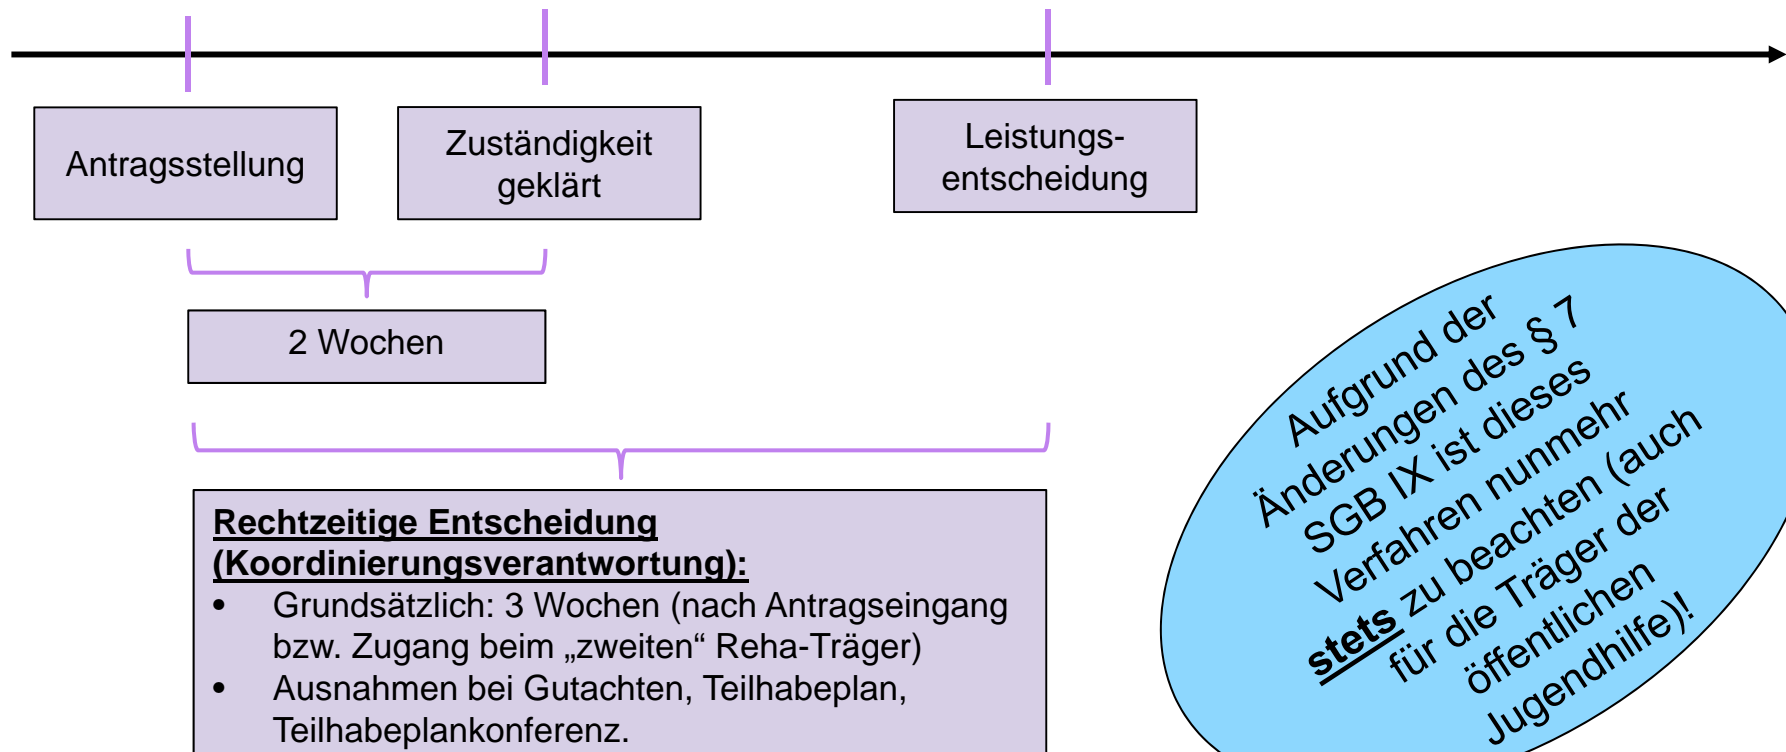 Antragsstellung
Zuständigkeit
geklärt
Leistungs-
entscheidung
2 Wochen
Rechtzeitige Entscheidung
(Koordinierungsverantwortung):
• Grundsätzlich: 3 Wochen (nach Antragseingang
bzw. Zugang beim „zweiten“ Reha-Träger)
• Ausnahmen bei Gutachten, Teilhabeplan,
Teilhabeplankonferenz.
Aufgrund der
Änderungen des § 7
SGB IX ist dieses
Verfahren nunmehr
stets zu beachten (auch
für die Träger der
öffentlichen
Jugendhilfe)!